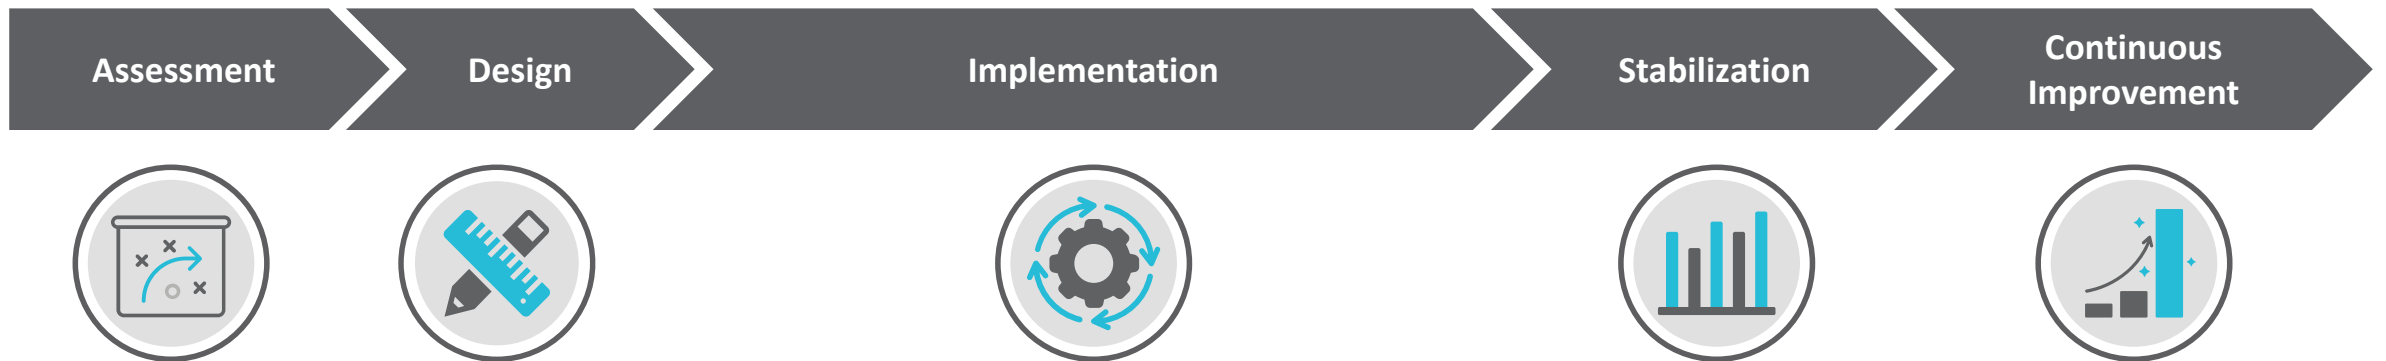 Assessment
Design
Implementation
Stabilization
Continuous
Improvement